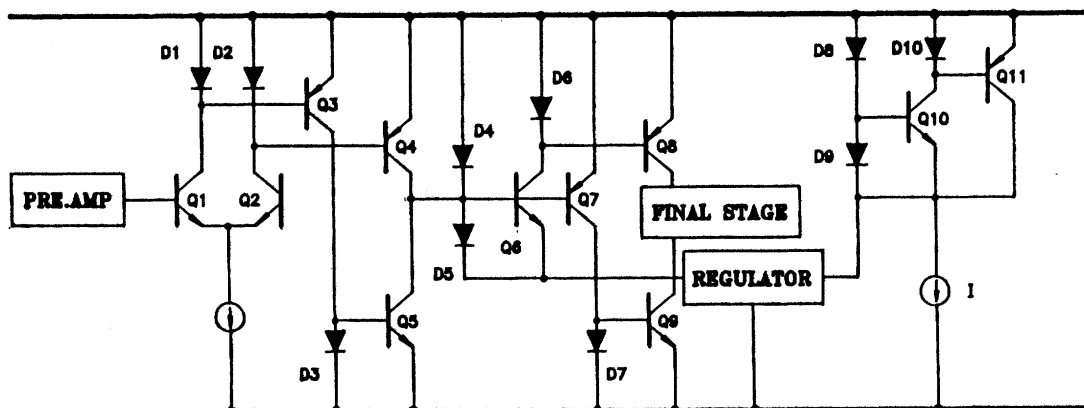 D1
D2
Q3
D6
D8
D10
Q11
Q10
D4
Q4
Q8
D9
PRE.AMP
Q1
Q2
Q7
FINAL STAGE
Q6
D5
REGULATOR
I
Q5
Q9
D3
D7